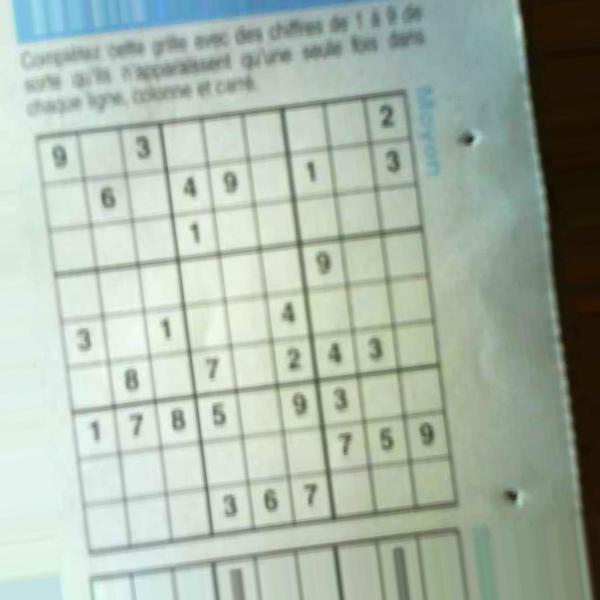 Complétez cette grille avec des chiffres de 1 à 9 de
sorte qu'ils n'apparaissent qu'une seule fois dans
chaque ligne, colonne et carré.
Moyen
9 3 2
6 4 9 1 3
1
9
3 1 4
8 7 2 4 3
1 7 8 5 9 3
7 5 9
3 6 7